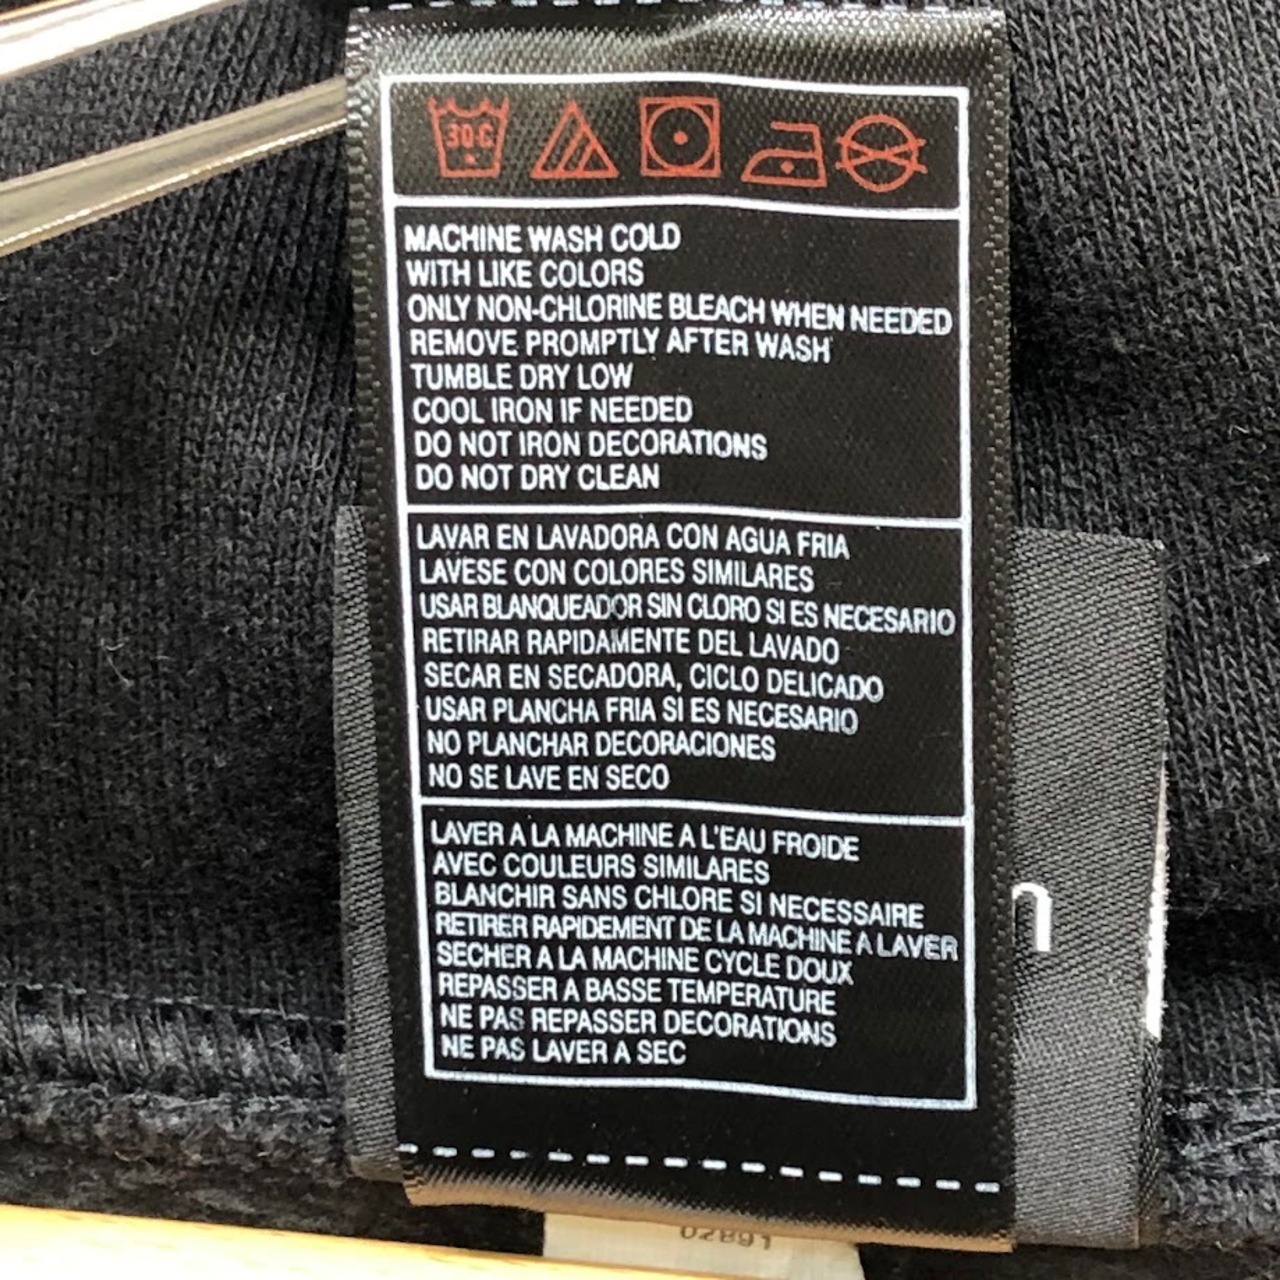 30C
MACHINE WASH COLD
WITH LIKE COLORS
ONLY NON-CHLORINE BLEACH WHEN NEEDED
REMOVE PROMPTLY AFTER WASH
TUMBLE DRY LOW
COOL IRON IF NEEDED
DO NOT IRON DECORATIONS
DO NOT DRY CLEAN
LAVAR EN LAVADORA CON AGUA FRIA
LAVESE CON COLORES SIMILARES
USAR BLANQUEADOR SIN CLORO SI ES NECESARIO
RETIRAR RAPIDAMENTE DEL LAVADO
SECAR EN SECADORA, CICLO DELICADO
USAR PLANCHA FRIA SI ES NECESARIO
NO PLANCHAR DECORACIONES
NO SE LAVE EN SECO
LAVER A LA MACHINE A L'EAU FROIDE
AVEC COULEURS SIMILARES
BLANCHIR SANS CHLORE SI NECESSAIRE
RETIRER RAPIDEMENT DE LA MACHINE A LAVER
SECHER A LA MACHINE CYCLE DOUX
REPASSER A BASSE TEMPERATURE
NE PAS REPASSER DECORATIONS
NE PAS LAVER A SEC